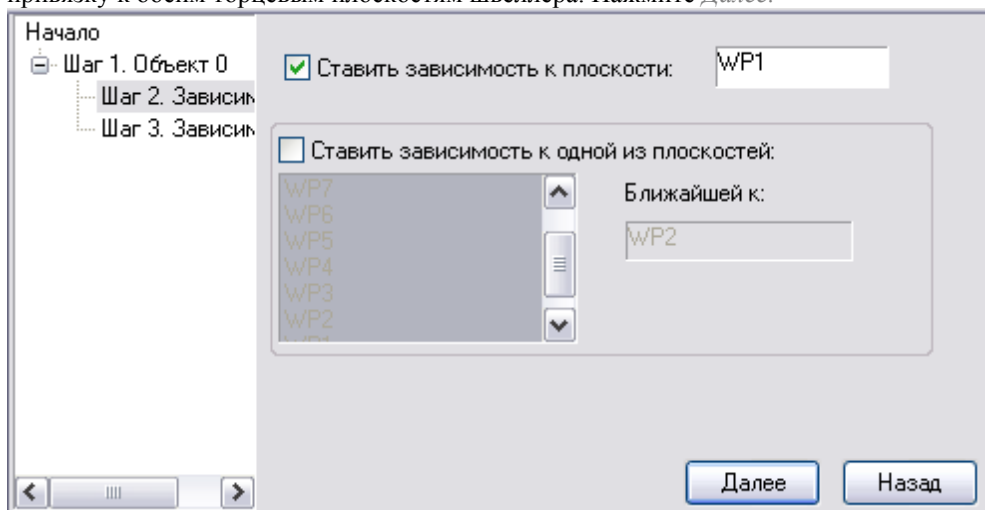 привязку к обеим торцевым плоскостям швеллера. Нажмите Далее.
Начало
Шаг 1. Объект 0
Шаг 2. Зависим
Шаг 3. Зависим
Ставить зависимость к плоскости:
WP1
Ставить зависимость к одной из плоскостей:
WP7
WP6
WP5
WP4
WP3
WP2
WP1
Ближайшей к:
WP2
Далее
Назад